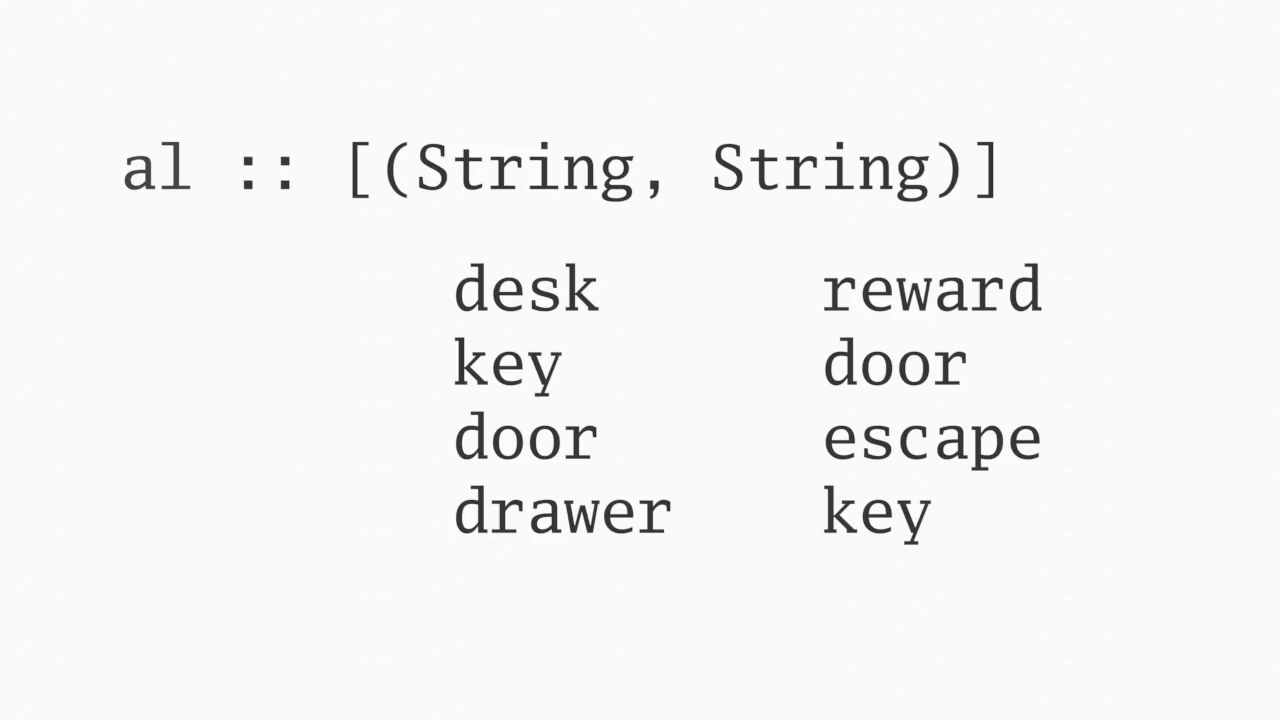 al :: [(String, String)]
desk reward
key door
door escape
drawer key